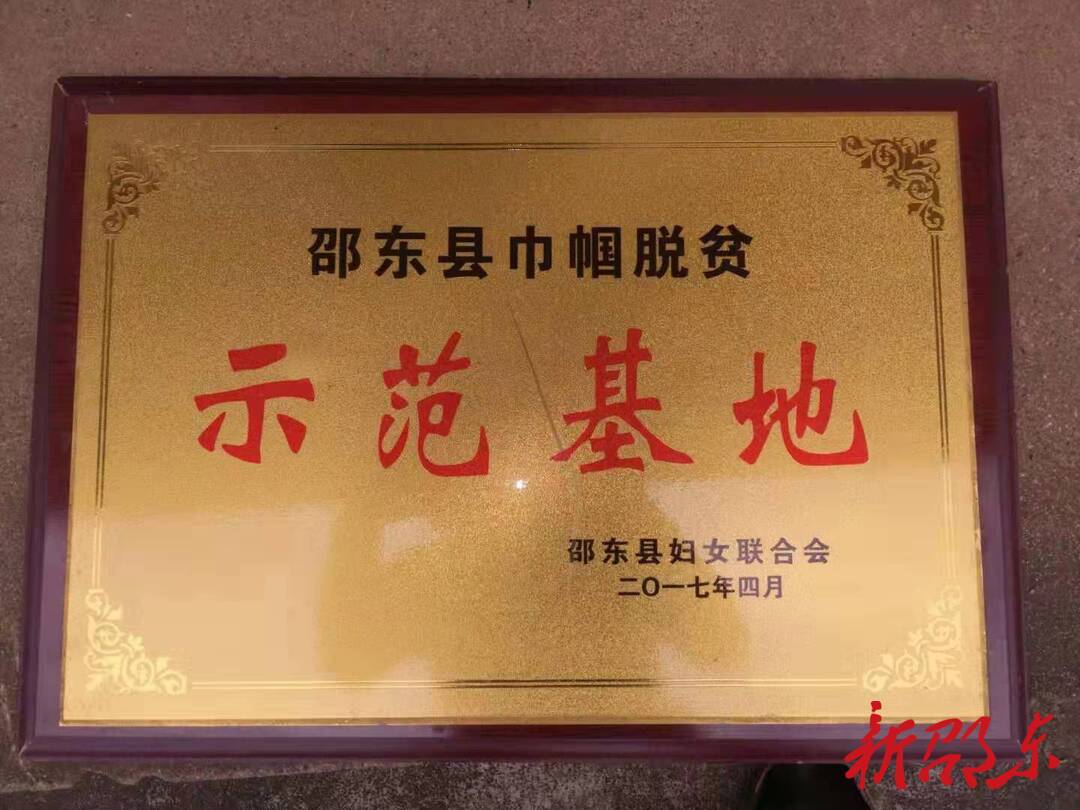 邵东县巾帼脱贫
示范基地
邵东县妇女联合会
二〇一七年四月
新邵东